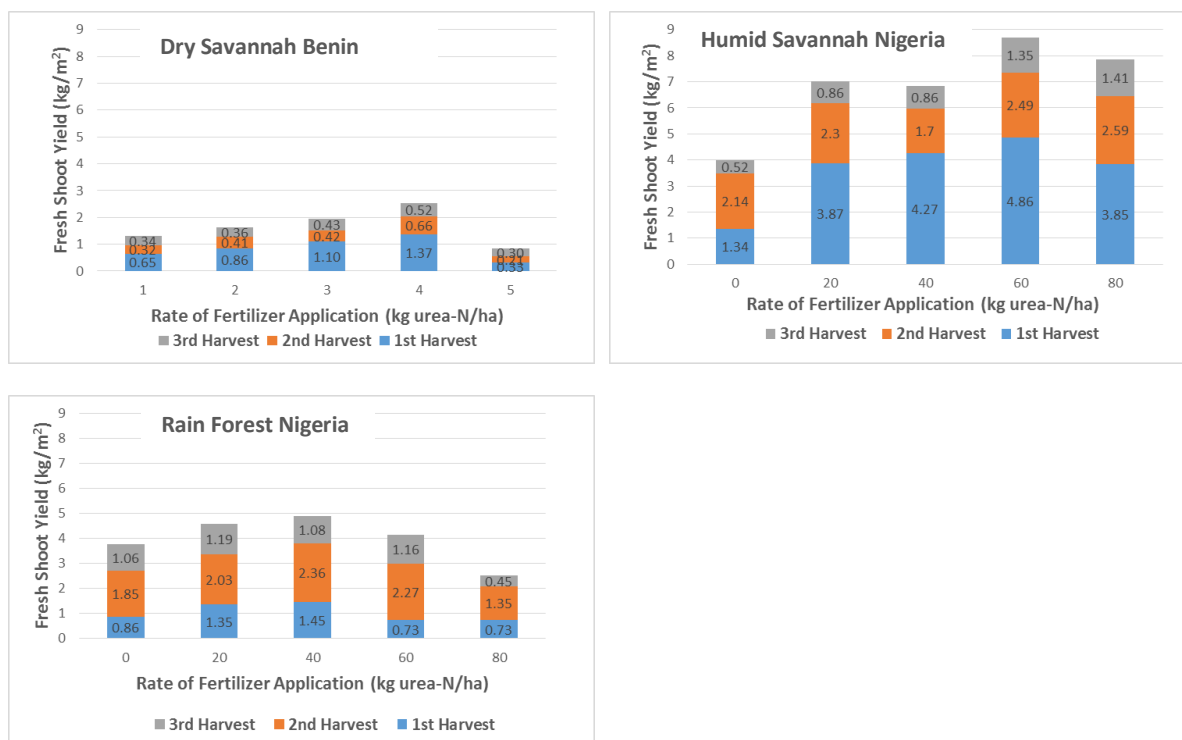 Dry Savannah Benin
Fresh Shoot Yield (kg/m²)
9
8
7
6
5
4
3
2
1
0
0.34 0.36 0.43 0.52 0.30
0.32 0.41 0.42 0.66 0.21
0.65 0.86 1.10 1.37 0.33
1 2 3 4 5
Rate of Fertilizer Application (kg urea-N/ha)
3rd Harvest 2nd Harvest 1st Harvest
Humid Savannah Nigeria
Fresh Shoot Yield (kg/m²)
9
8
7
6
5
4
3
2
1
0
0.52 0.86 0.86 1.35 1.41
2.14 2.3 1.7 2.49 2.59
1.34 3.87 4.27 4.86 3.85
0 20 40 60 80
Rate of Fertilizer Application (kg urea-N/ha)
3rd Harvest 2nd Harvest 1st Harvest
Rain Forest Nigeria
Fresh Shoot Yield (kg/m²)
9
8
7
6
5
4
3
2
1
0
1.06 1.19 1.08 1.16 0.45
1.85 2.03 2.36 2.27 1.35
0.86 1.35 1.45 0.73 0.73
0 20 40 60 80
Rate of Fertilizer Application (kg urea-N/ha)
3rd Harvest 2nd Harvest 1st Harvest